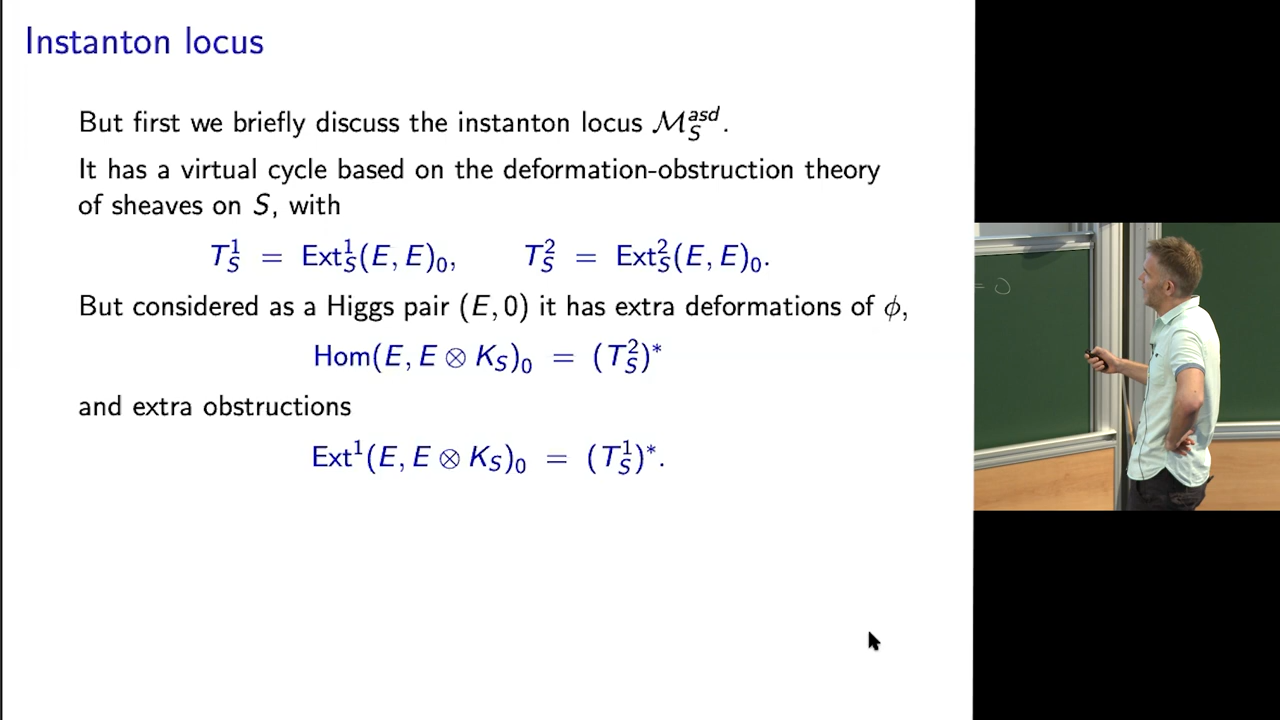 Instanton locus
But first we briefly discuss the instanton locus 𝓜_S^{asd}.
It has a virtual cycle based on the deformation-obstruction theory
of sheaves on S, with
T_S^1 = Ext_S^1(E, E)_0, T_S^2 = Ext_S^2(E, E)_0.
But considered as a Higgs pair (E, 0) it has extra deformations of ϕ,
Hom(E, E ⊗ K_S)_0 = (T_S^2)^*
and extra obstructions
Ext^1(E, E ⊗ K_S)_0 = (T_S^1)^*.
= 0